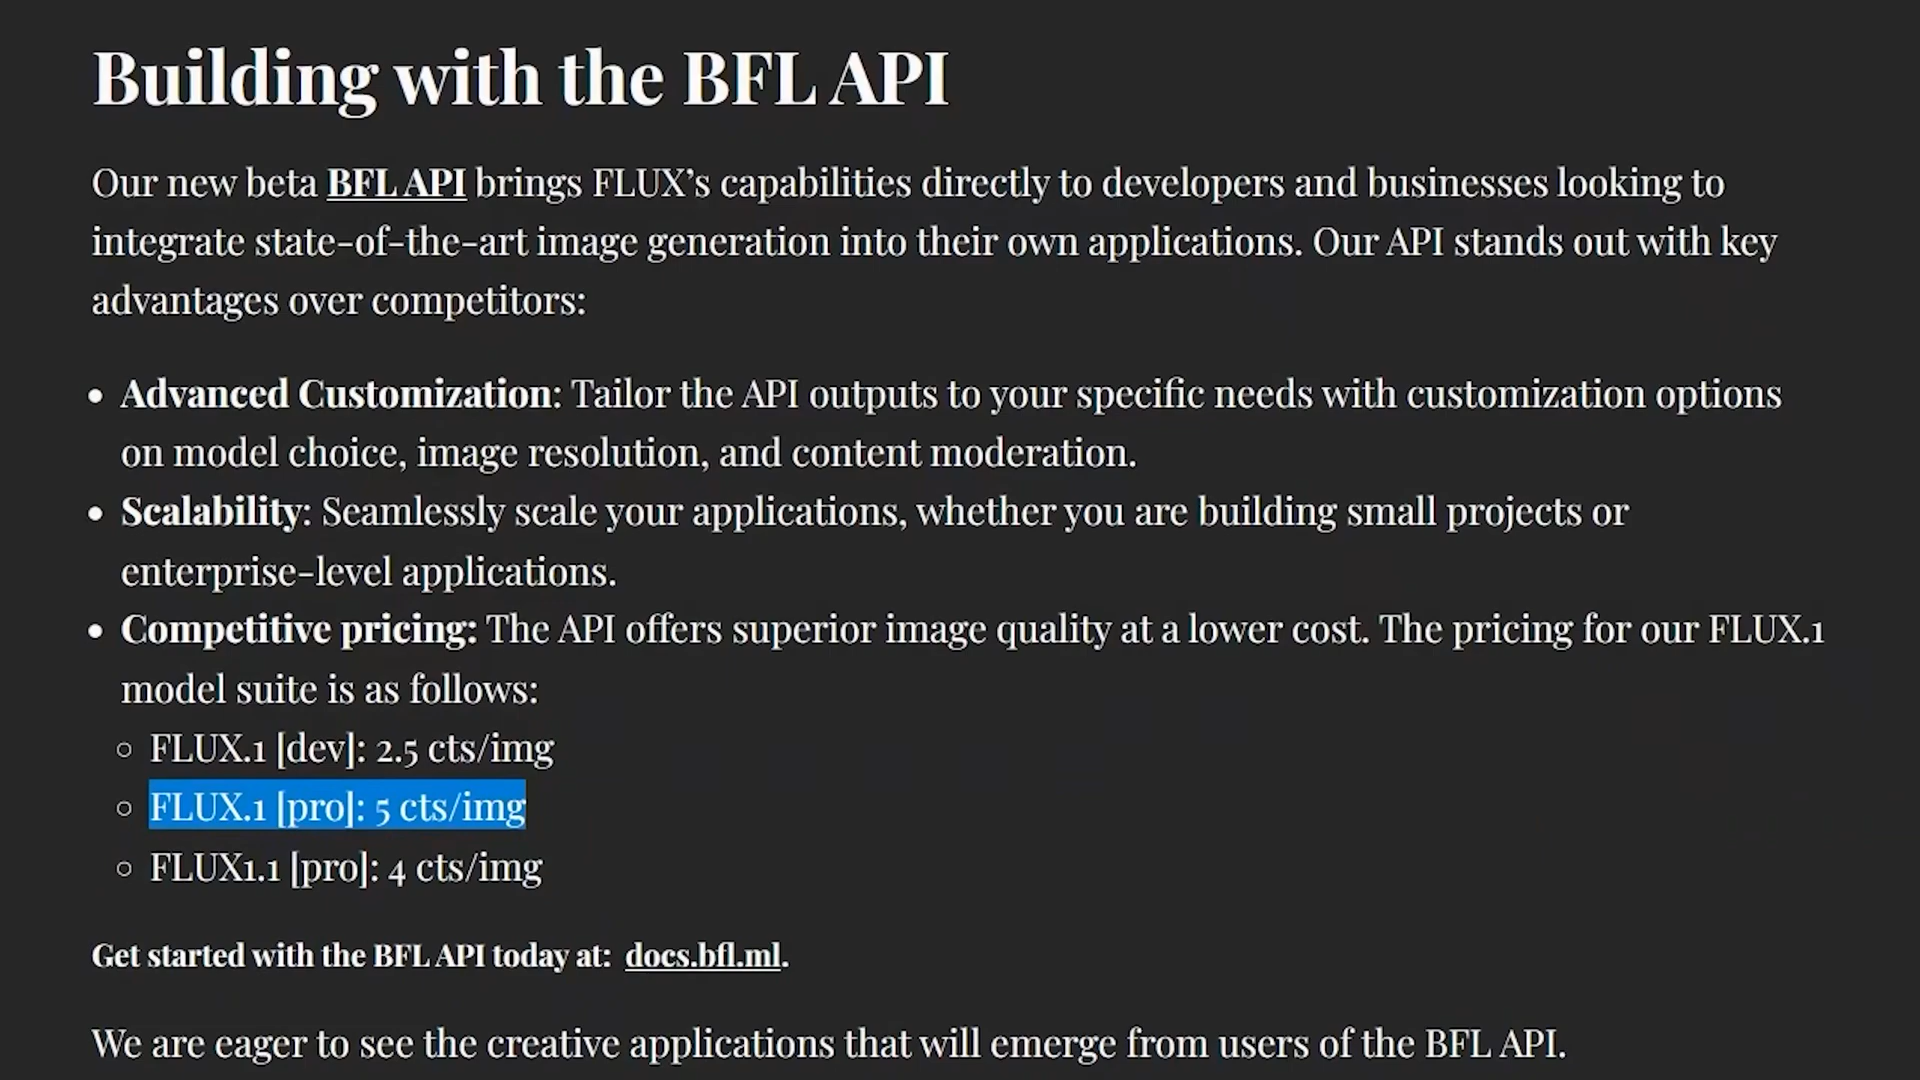 Building with the BFL API
Our new beta BFL API brings FLUX’s capabilities directly to developers and businesses looking to
integrate state-of-the-art image generation into their own applications. Our API stands out with key
advantages over competitors:
• Advanced Customization: Tailor the API outputs to your specific needs with customization options
on model choice, image resolution, and content moderation.
• Scalability: Seamlessly scale your applications, whether you are building small projects or
enterprise-level applications.
• Competitive pricing: The API offers superior image quality at a lower cost. The pricing for our FLUX.1
model suite is as follows:
○ FLUX.1 [dev]: 2.5 cts/img
○ FLUX.1 [pro]: 5 cts/img
○ FLUX1.1 [pro]: 4 cts/img
Get started with the BFL API today at: docs.bfl.ml.
We are eager to see the creative applications that will emerge from users of the BFL API.